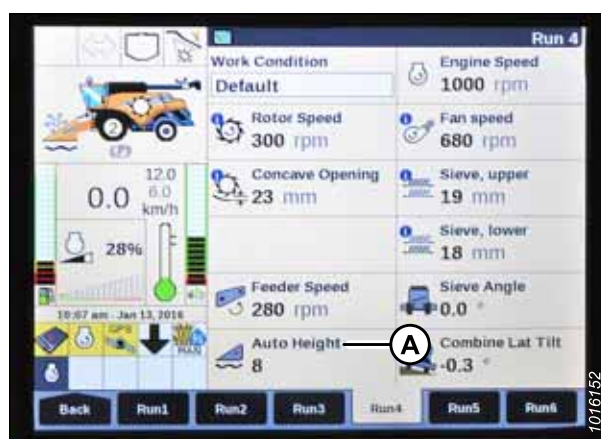 Run 4
Work Condition
Default
Engine Speed
1000 rpm
Rotor Speed
300 rpm
Fan speed
680 rpm
Concave Opening
23 mm
Sieve, upper
19 mm
Sieve, lower
18 mm
Feeder Speed
280 rpm
Sieve Angle
0.0 °
Auto Height
8
A
Combine Lat Tilt
-0.3 °
2
(P)
12.0
6.0
0.0
km/h
28%
10:07 am - Jan 13, 2016
GPS
MAX
Back
Run1
Run2
Run3
Run4
Run5
Run6
1016152